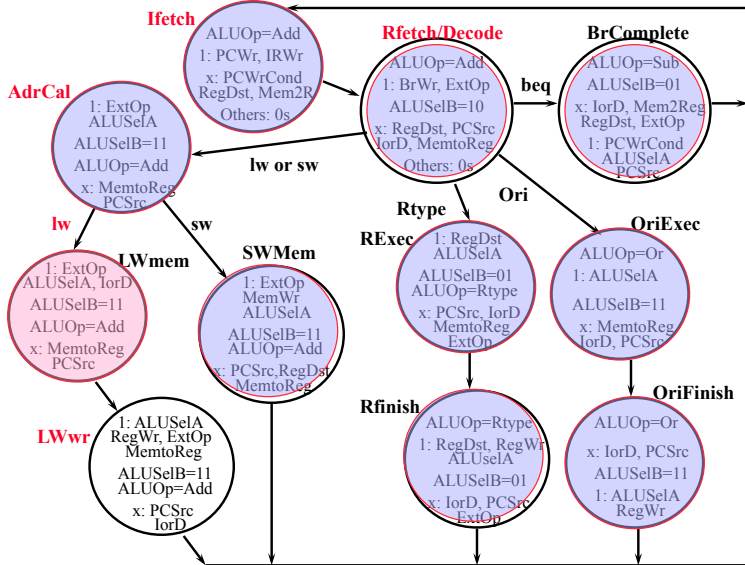 Ifetch
ALUOp=Add
1: PCWr, IRWr
x: PCWrCond
RegDst, Mem2R
Others: 0s
Rfetch/Decode
ALUOp=Add
1: BrWr, ExtOp
ALUSelB=10
x: RegDst, PCSrc
IorD, MemtoReg
Others: 0s
beq
BrComplete
ALUOp=Sub
ALUSelB=01
x: IorD, Mem2Reg
RegDst, ExtOp
1: PCWrCond
ALUSelA
PCSrc
AdrCal
1: ExtOp
ALUSelA
ALUSelB=11
ALUOp=Add
x: MemtoReg
PCSrc
lw or sw
Rtype
Ori
lw
sw
LWmem
1: ExtOp
ALUSelA, IorD
ALUSelB=11
ALUOp=Add
x: MemtoReg
PCSrc
SWMem
1: ExtOp
MemWr
ALUSelA
ALUSelB=11
ALUOp=Add
x: PCSrc,RegDst
MemtoReg
RExec
1: RegDst
ALUSelA
ALUSelB=01
ALUOp=Rtype
x: PCSrc, IorD
MemtoReg
ExtOp
OriExec
ALUOp=Or
1: ALUSelA
ALUSelB=11
x: MemtoReg
IorD, PCSrc
LWwr
1: ALUSelA
RegWr, ExtOp
MemtoReg
ALUSelB=11
ALUOp=Add
x: PCSrc
IorD
Rfinish
ALUOp=Rtype
1: RegDst, RegWr
ALUselA
ALUSelB=01
x: IorD, PCSrc
ExtOp
OriFinish
ALUOp=Or
x: IorD, PCSrc
ALUSelB=11
1: ALUSelA
RegWr